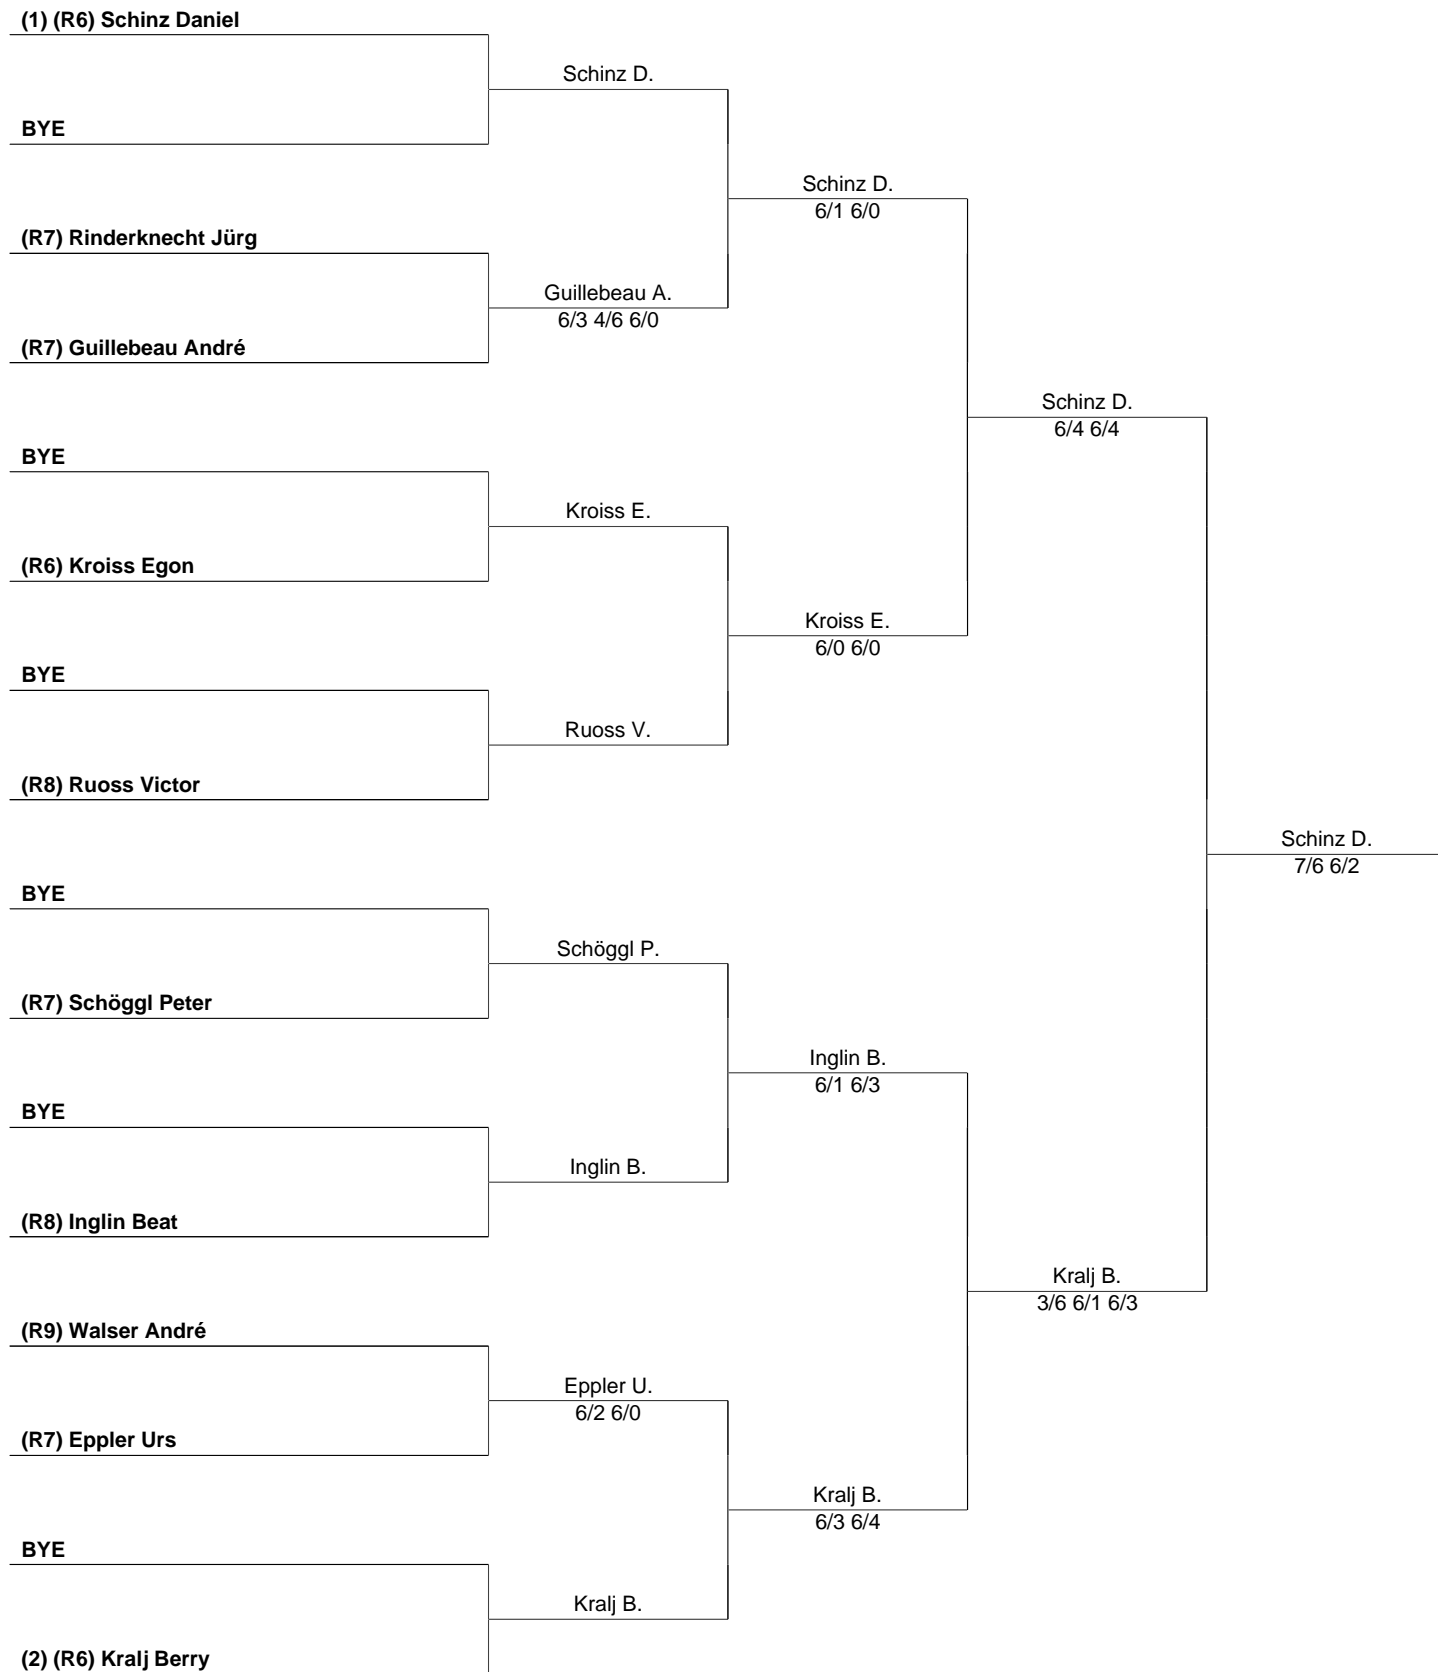 (1) (R6) Schinz Daniel
Schinz D.
BYE
Schinz D.
6/1 6/0
(R7) Rinderknecht Jürg
Guillebeau A.
6/3 4/6 6/0
(R7) Guillebeau André
Schinz D.
6/4 6/4
BYE
Kroiss E.
(R6) Kroiss Egon
Kroiss E.
6/0 6/0
BYE
Ruoss V.
(R8) Ruoss Victor
Schinz D.
7/6 6/2
BYE
Schöggl P.
(R7) Schöggl Peter
Inglin B.
6/1 6/3
BYE
Inglin B.
(R8) Inglin Beat
Kralj B.
3/6 6/1 6/3
(R9) Walser André
Eppler U.
6/2 6/0
(R7) Eppler Urs
Kralj B.
6/3 6/4
BYE
Kralj B.
(2) (R6) Kralj Berry